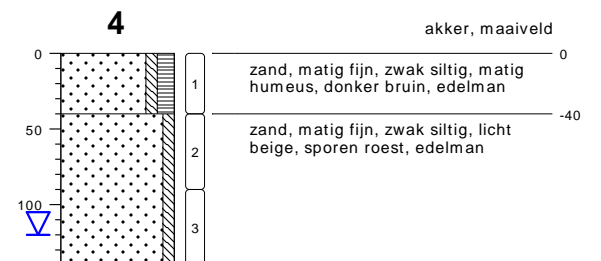 4
akker, maaiveld
0
0
zand, matig fijn, zwak siltig, matig
humeus, donker bruin, edelman
1
-40
50
zand, matig fijn, zwak siltig, licht
beige, sporen roest, edelman
2
100
3